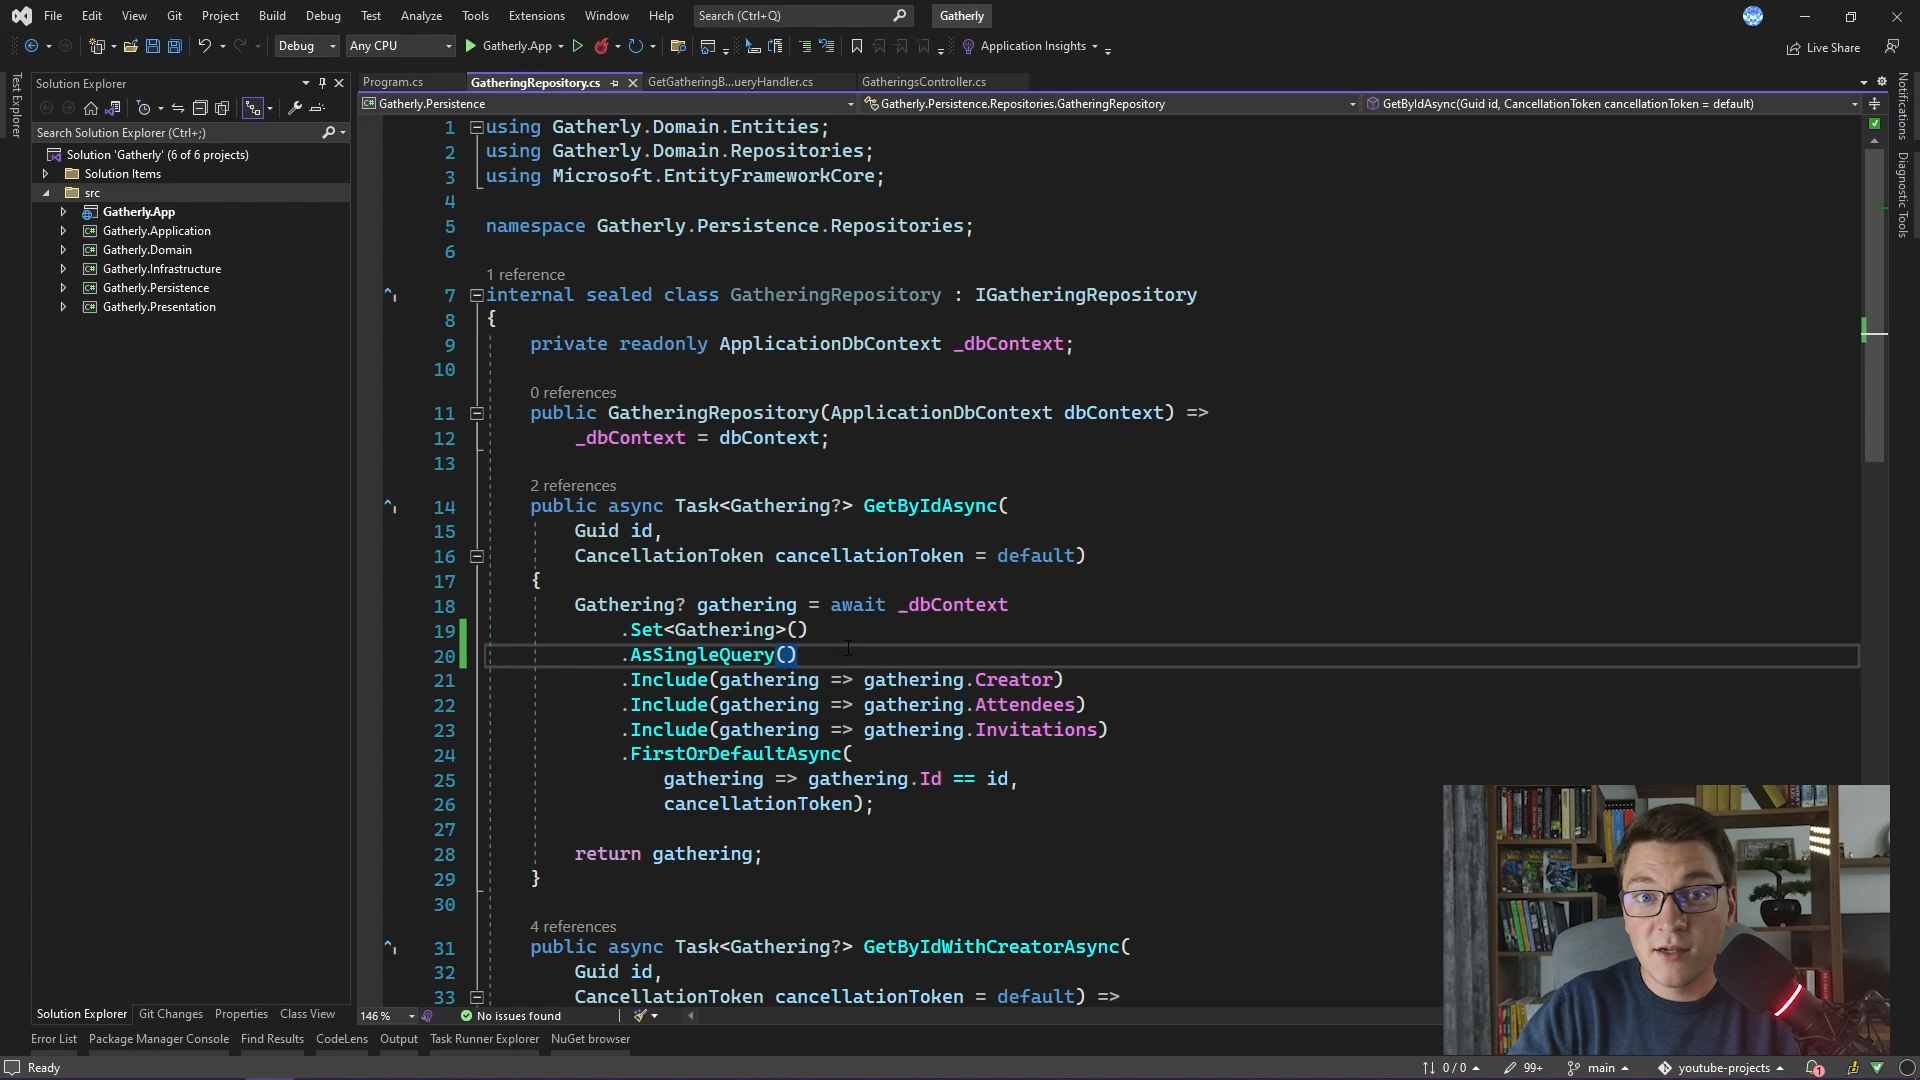 File Edit View Git Project Build Debug Test Analyze Tools Extensions Window Help Search (Ctrl+Q) Gatherly
Debug Any CPU Gatherly.App Application Insights Live Share
Test Explorer
Solution Explorer
Search Solution Explorer (Ctrl+;)
Solution 'Gatherly' (6 of 6 projects)
Solution Items
src
Gatherly.App
Gatherly.Application
Gatherly.Domain
Gatherly.Infrastructure
Gatherly.Persistence
Gatherly.Presentation
Program.cs GatheringRepository.cs GetGatheringB...ueryHandler.cs GatheringsController.cs
Gatherly.Persistence Gatherly.Persistence.Repositories.GatheringRepository GetByIdAsync(Guid id, CancellationToken cancellationToken = default)
1 using Gatherly.Domain.Entities;
2 using Gatherly.Domain.Repositories;
3 using Microsoft.EntityFrameworkCore;
4
5 namespace Gatherly.Persistence.Repositories;
6
1 reference
7 internal sealed class GatheringRepository : IGatheringRepository
8 {
9 private readonly ApplicationDbContext _dbContext;
10
0 references
11 public GatheringRepository(ApplicationDbContext dbContext) =>
12 _dbContext = dbContext;
13
2 references
14 public async Task<Gathering?> GetByIdAsync(
15 Guid id,
16 CancellationToken cancellationToken = default)
17 {
18 Gathering? gathering = await _dbContext
19 .Set<Gathering>()
20 .AsSingleQuery()
21 .Include(gathering => gathering.Creator)
22 .Include(gathering => gathering.Attendees)
23 .Include(gathering => gathering.Invitations)
24 .FirstOrDefaultAsync(
25 gathering => gathering.Id == id,
26 cancellationToken);
27
28 return gathering;
29 }
30
4 references
31 public async Task<Gathering?> GetByIdWithCreatorAsync(
32 Guid id,
33 CancellationToken cancellationToken = default) =>
Notifications
Diagnostic Tools
Solution Explorer Git Changes Properties Class View
146 % No issues found
Error List Package Manager Console Find Results CodeLens Output Task Runner Explorer NuGet browser
Ready 0 / 0 99+ main youtube-projects 1